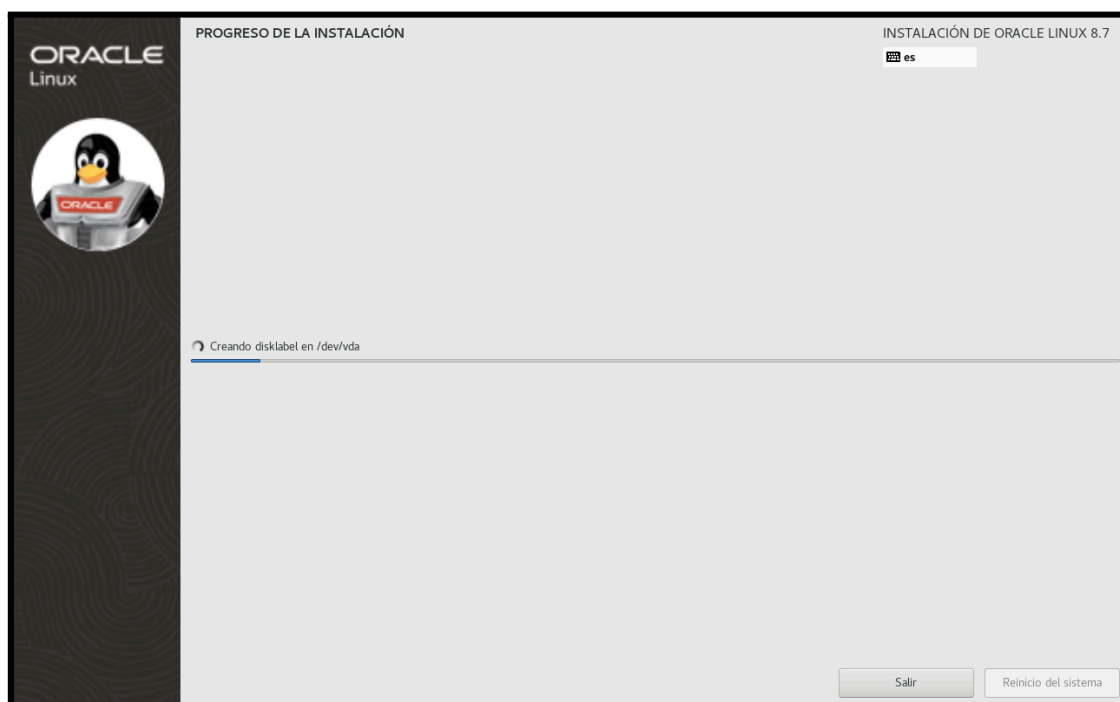 ORACLE
Linux
ORACLE
PROGRESO DE LA INSTALACIÓN
INSTALACIÓN DE ORACLE LINUX 8.7
es
Creando disklabel en /dev/vda
Salir
Reinicio del sistema